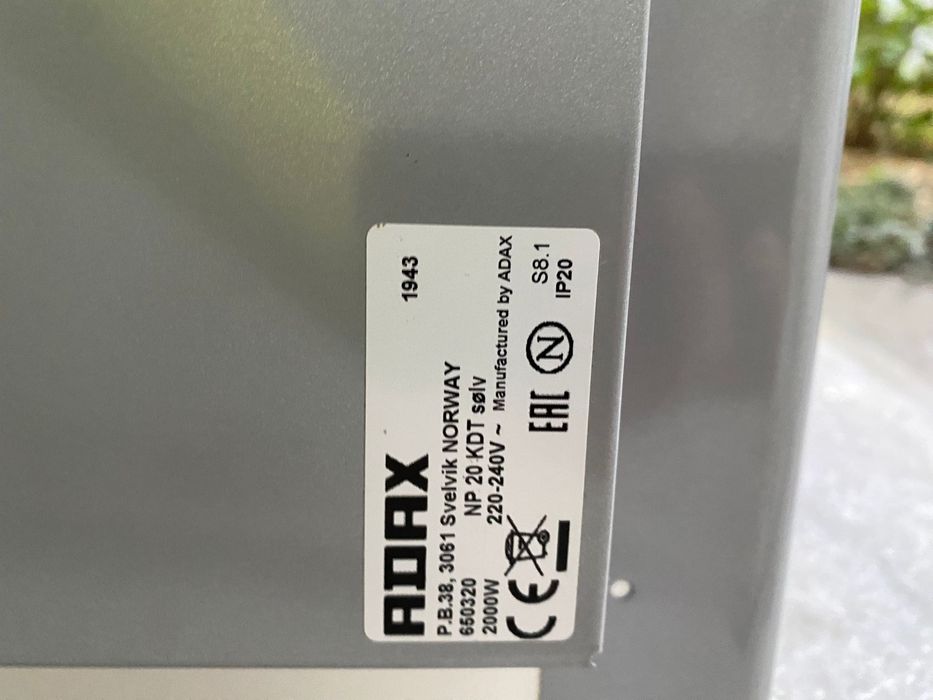 ADAX 1943
P.B.38, 3061 Svelvik NORWAY
650320 NP 20 KDT sølv
2000W 220-240V ~ Manufactured by ADAX
CE EAC N S8.1
IP20